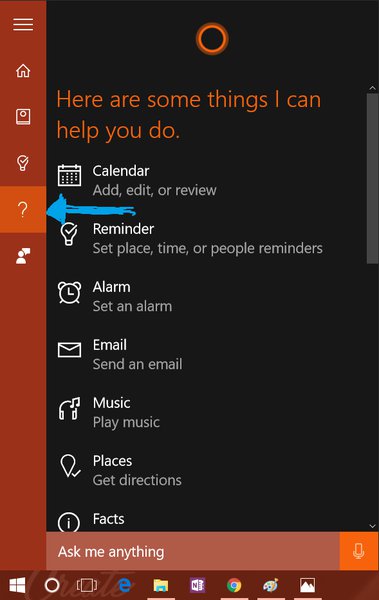 Here are some things I can
help you do.
Calendar
Add, edit, or review
Reminder
Set place, time, or people reminders
Alarm
Set an alarm
Email
Send an email
Music
Play music
Places
Get directions
Facts
Ask me anything
Create